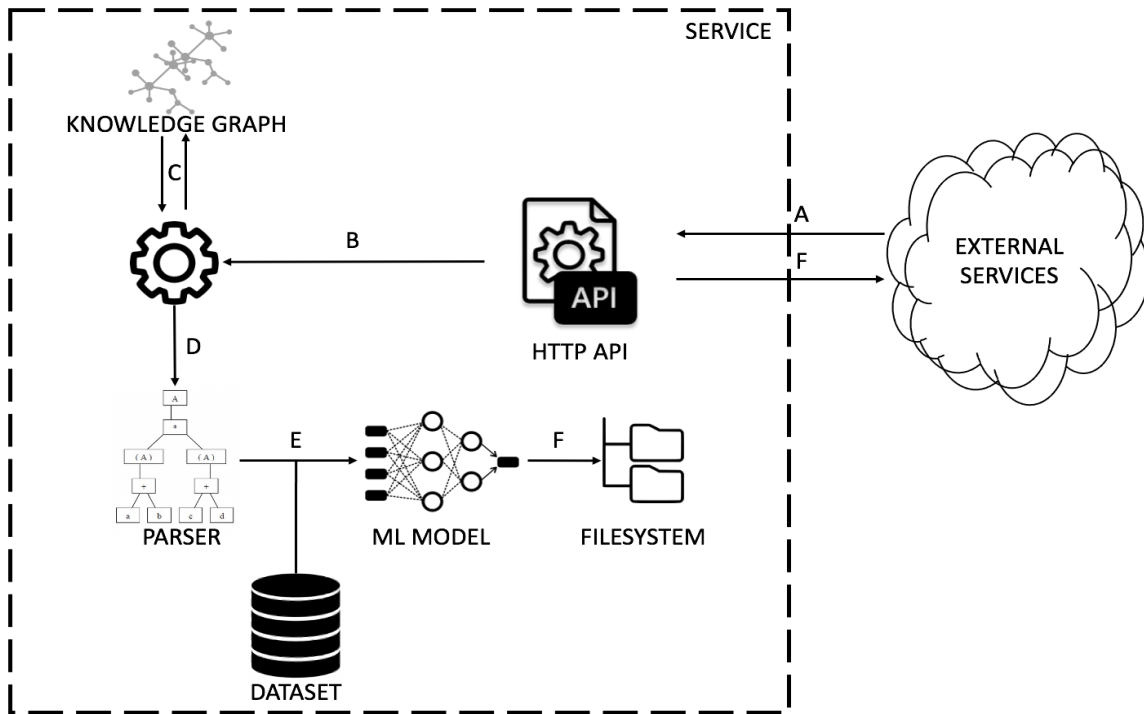 SERVICE
KNOWLEDGE GRAPH
C
A
B
EXTERNAL
SERVICES
F
API
HTTP API
D
A
a
(A) (A)
+ +
a b c d
E
F
PARSER
ML MODEL
FILESYSTEM
DATASET